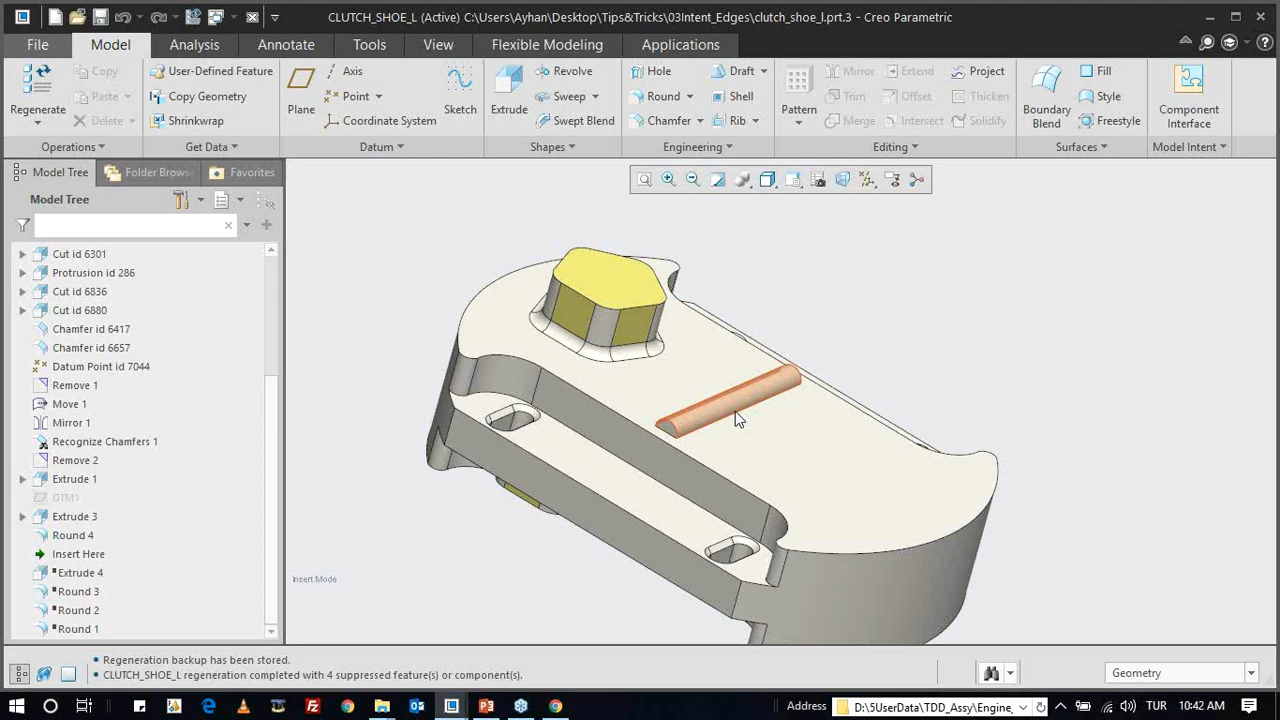 CLUTCH_SHOE_L (Active) C:\Users\Ayhan\Desktop\Tips&Tricks\03Intent_Edges\clutch_shoe_l.prt.3 - Creo Parametric
File Model Analysis Annotate Tools View Flexible Modeling Applications
Regenerate
Copy
Paste
Delete
Operations
User-Defined Feature
Copy Geometry
Shrinkwrap
Get Data
Plane
Axis
Point
Coordinate System
Sketch
Datum
Extrude
Revolve
Sweep
Swept Blend
Shapes
Hole
Round
Chamfer
Draft
Shell
Rib
Engineering
Pattern
Mirror
Trim
Merge
Extend
Offset
Intersect
Project
Thicken
Solidify
Editing
Boundary
Blend
Fill
Style
Freestyle
Surfaces
Component
Interface
Model Intent
Model Tree Folder Brows Favorites
Model Tree
Cut id 6301
Protrusion id 286
Cut id 6836
Cut id 6880
Chamfer id 6417
Chamfer id 6657
Datum Point id 7044
Remove 1
Move 1
Mirror 1
Recognize Chamfers 1
Remove 2
Extrude 1
DTM1
Extrude 3
Round 4
Insert Here
Extrude 4
Round 3
Round 2
Round 1
Insert Mode
• Regeneration backup has been stored.
• CLUTCH_SHOE_L regeneration completed with 4 suppressed feature(s) or component(s).
Geometry
Address D:\5UserData\TDD_Assy\Engine_ TUR 10:42 AM